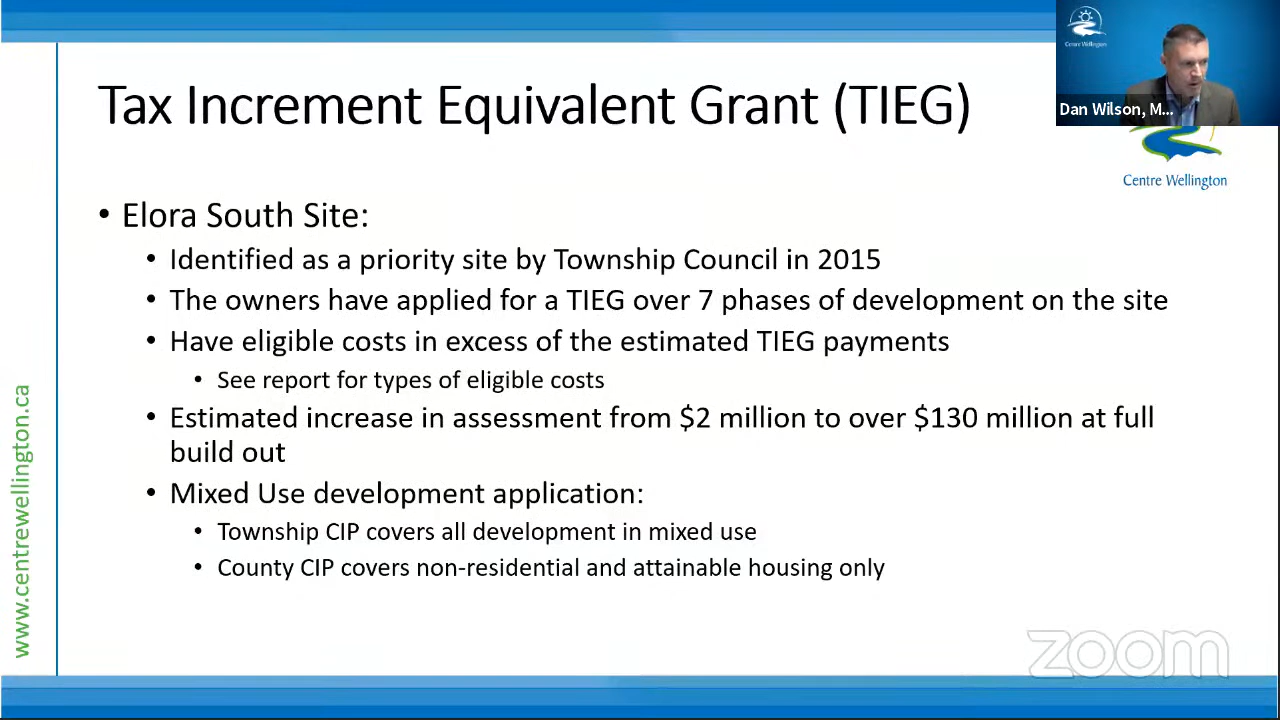 Tax Increment Equivalent Grant (TIEG)
Centre Wellington
Dan Wilson, M...
Centre Wellington
• Elora South Site:
• Identified as a priority site by Township Council in 2015
• The owners have applied for a TIEG over 7 phases of development on the site
• Have eligible costs in excess of the estimated TIEG payments
• See report for types of eligible costs
• Estimated increase in assessment from $2 million to over $130 million at full
build out
• Mixed Use development application:
• Township CIP covers all development in mixed use
• County CIP covers non-residential and attainable housing only
www.centrewellington.ca
zoom